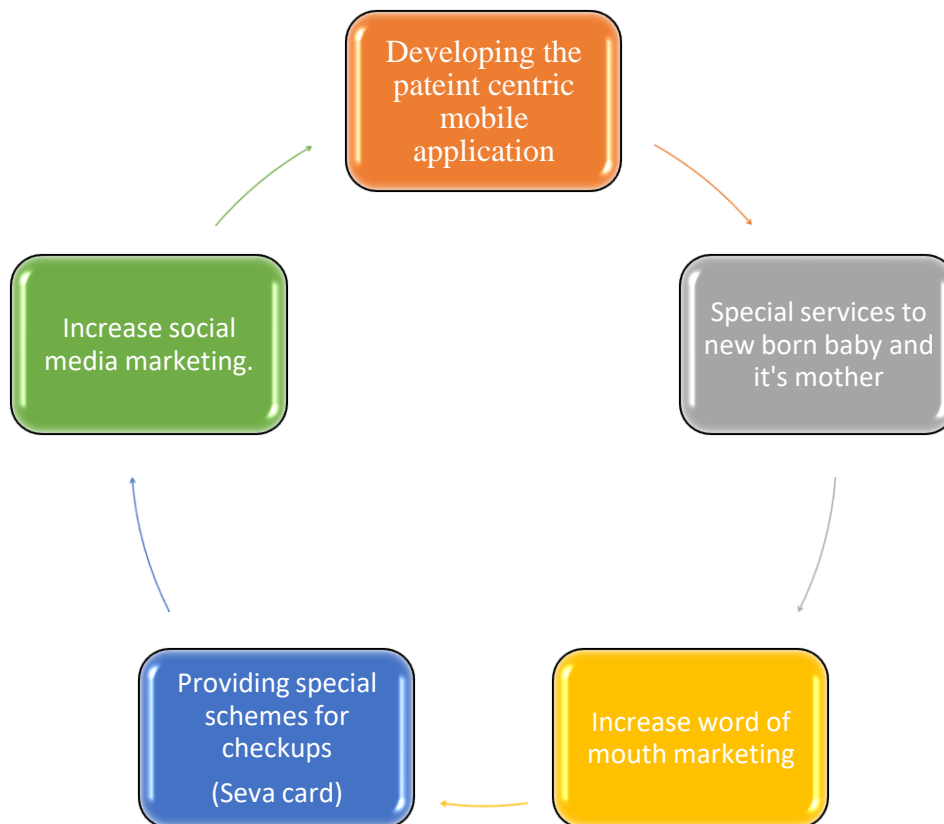 Developing the
pateint centric
mobile
application
Special services to
new born baby and
it's mother
Increase word of
mouth marketing
Providing special
schemes for
checkups
(Seva card)
Increase social
media marketing.